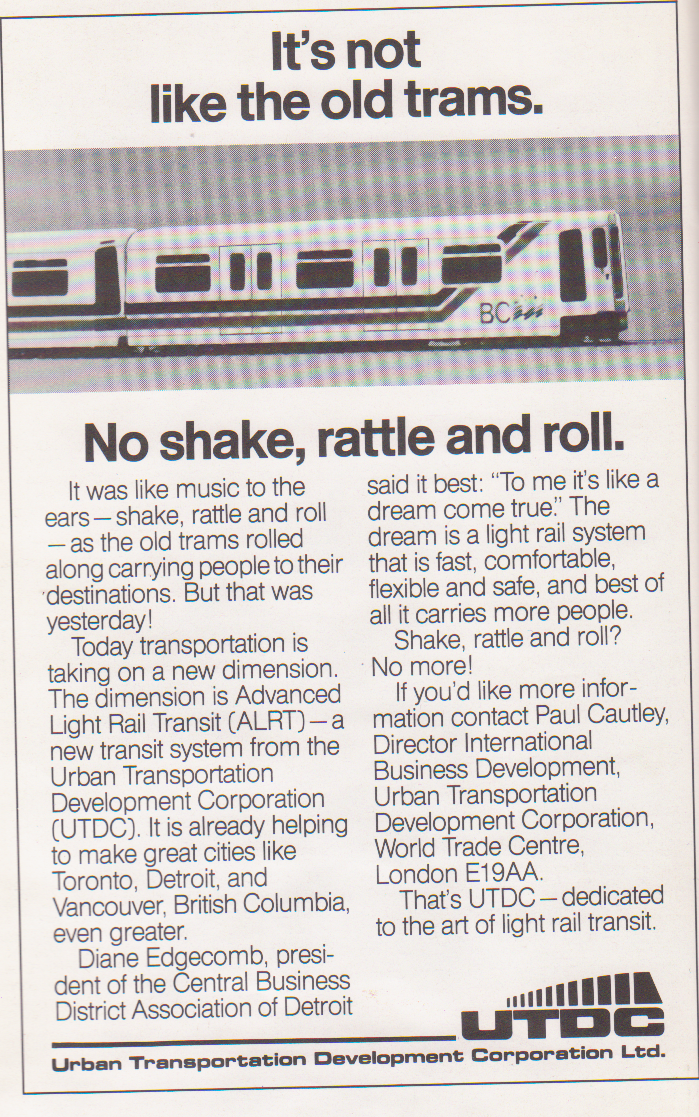 It's not
like the old trams.
BC
No shake, rattle and roll.
It was like music to the
ears — shake, rattle and roll
— as the old trams rolled
along carrying people to their
destinations. But that was
yesterday!
Today transportation is
taking on a new dimension.
The dimension is Advanced
Light Rail Transit (ALRT) — a
new transit system from the
Urban Transportation
Development Corporation
(UTDC). It is already helping
to make great cities like
Toronto, Detroit, and
Vancouver, British Columbia,
even greater.
Diane Edgecomb, presi-
dent of the Central Business
District Association of Detroit
said it best: "To me it's like a
dream come true." The
dream is a light rail system
that is fast, comfortable,
flexible and safe, and best of
all it carries more people.
Shake, rattle and roll?
No more!
If you'd like more infor-
mation contact Paul Cautley,
Director International
Business Development,
Urban Transportation
Development Corporation,
World Trade Centre,
London E19AA.
That's UTDC — dedicated
to the art of light rail transit.
UTDC
Urban Transportation Development Corporation Ltd.